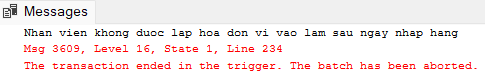 Messages
Nhan vien khong duoc lap hoa don vi vao lam sau ngay nhap hang
Msg 3609, Level 16, State 1, Line 234
The transaction ended in the trigger. The batch has been aborted.